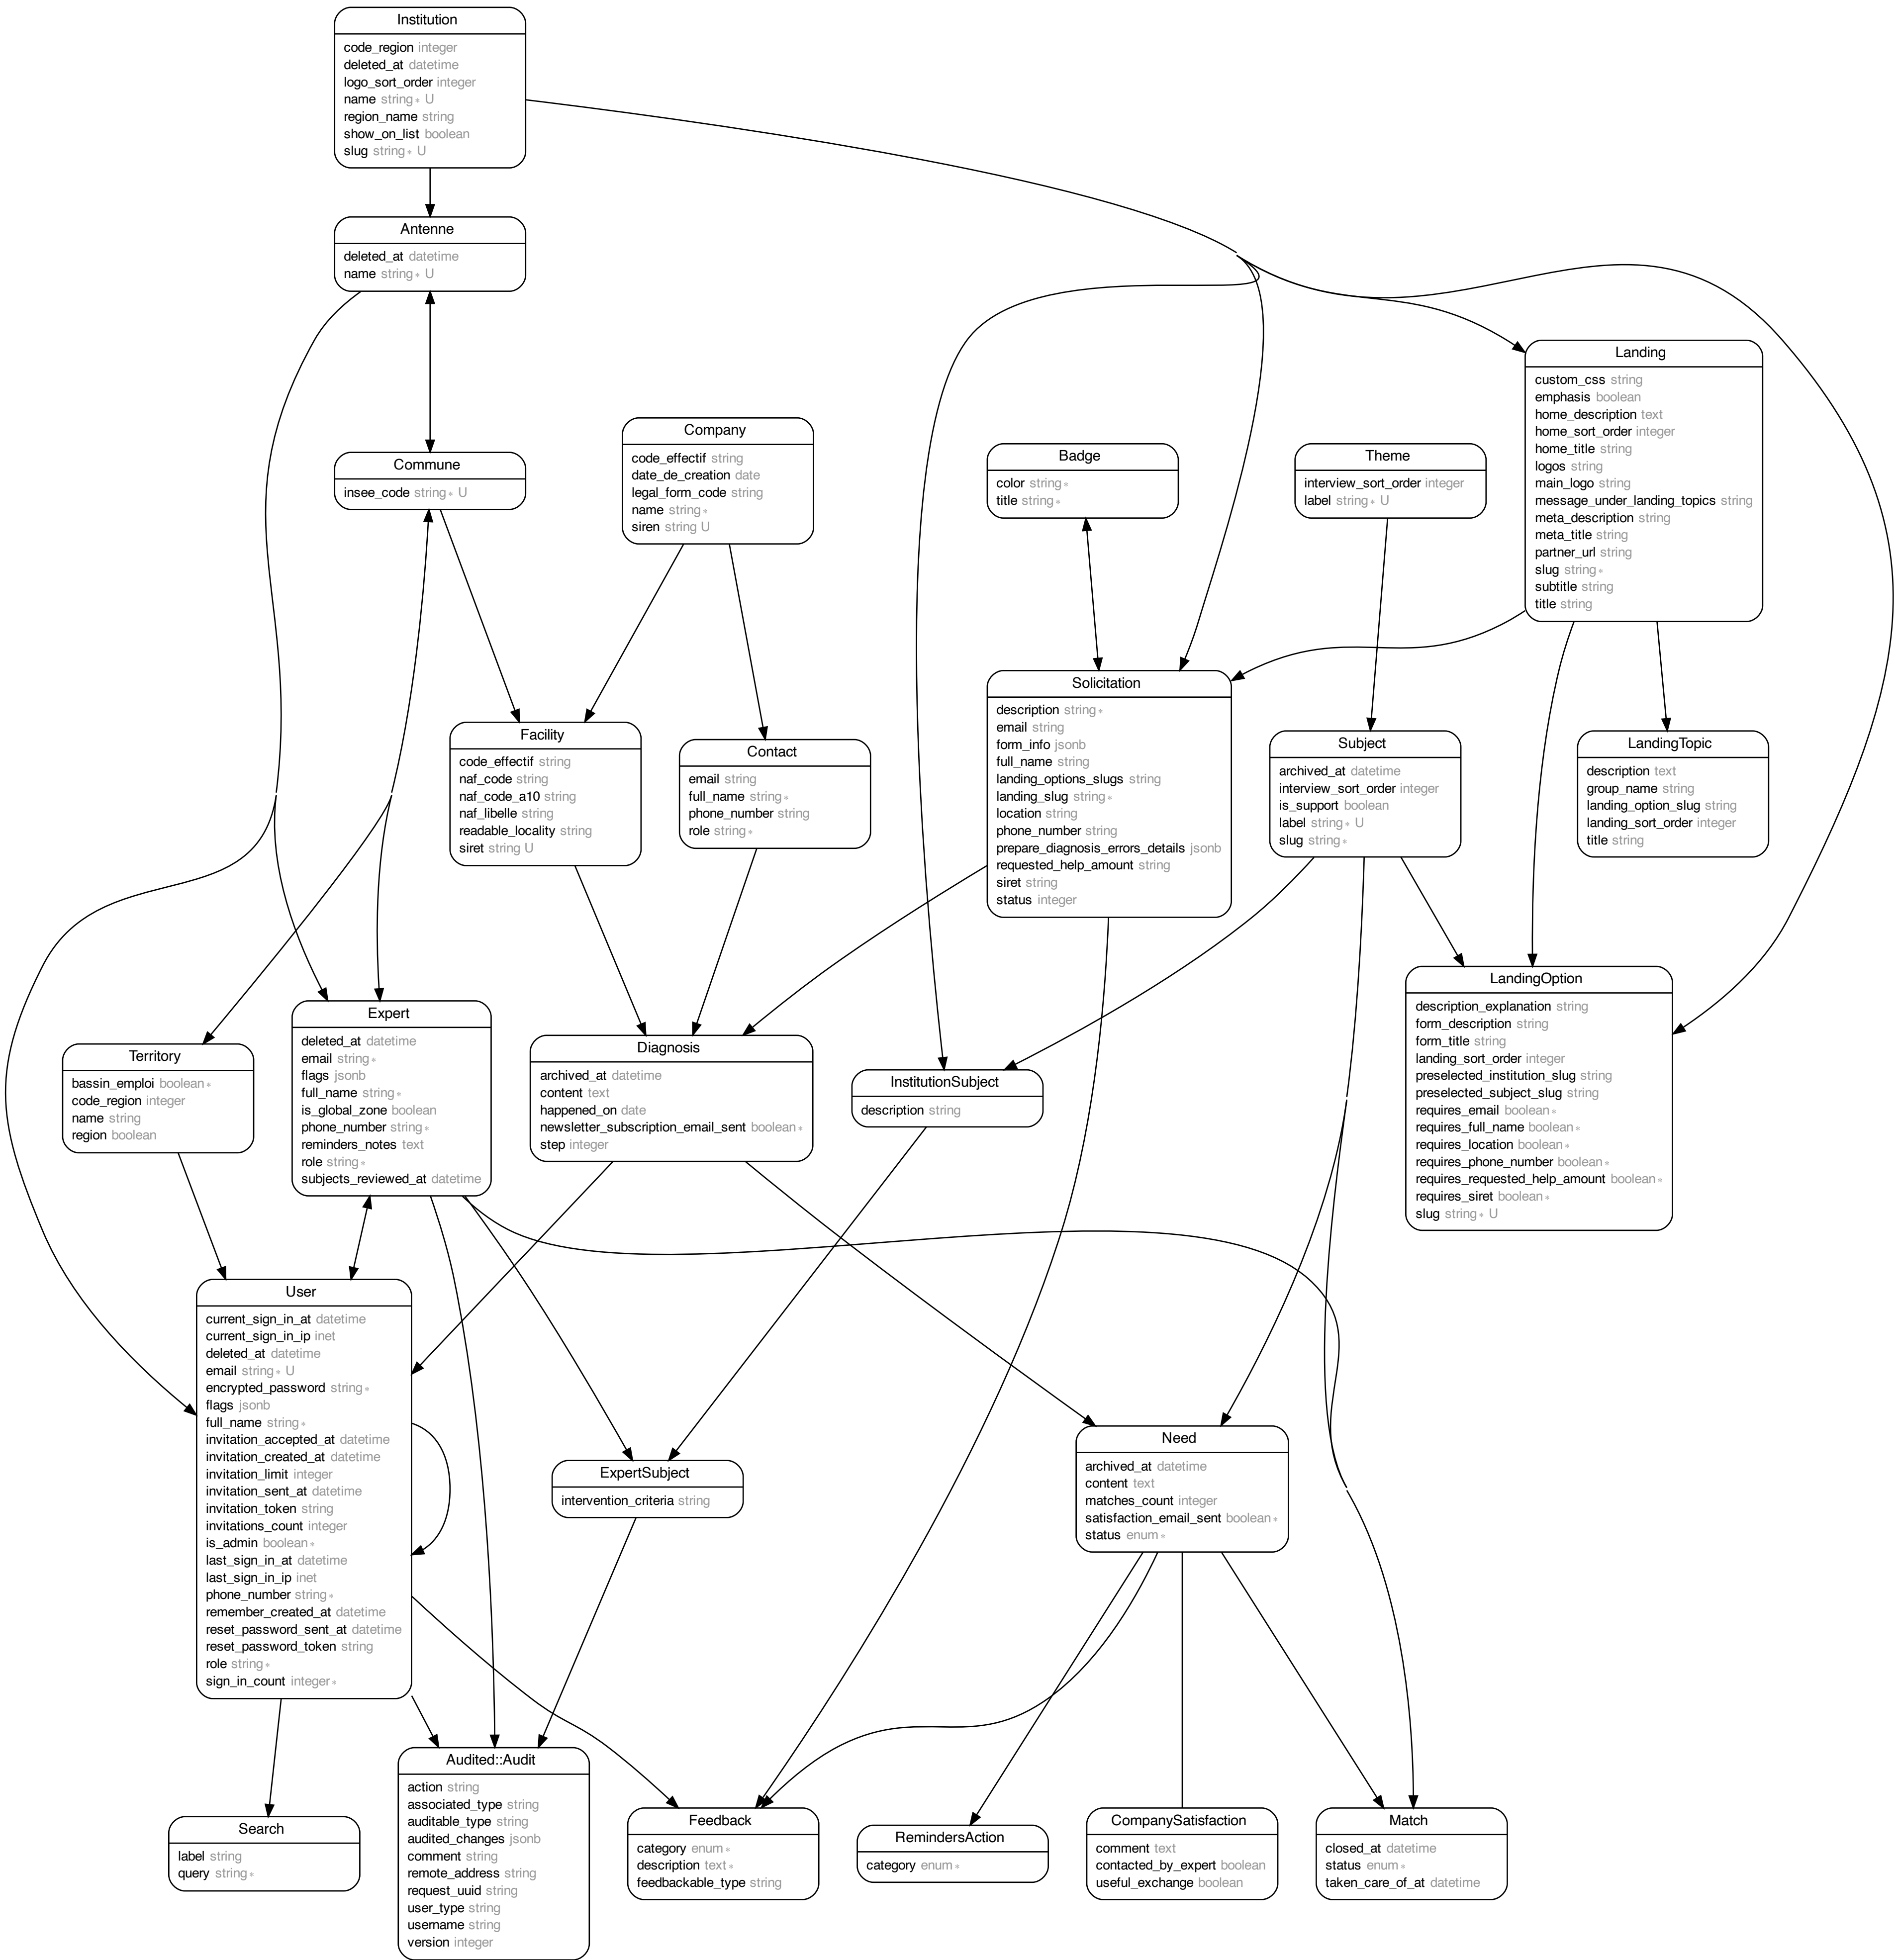 Institution
code_region integer
deleted_at datetime
logo_sort_order integer
name string∗ U
region_name string
show_on_list boolean
slug string∗ U
Antenne
deleted_at datetime
name string∗ U
Landing
custom_css string
emphasis boolean
home_description text
home_sort_order integer
home_title string
logos string
main_logo string
message_under_landing_topics string
meta_description string
meta_title string
partner_url string
slug string∗
subtitle string
title string
Company
code_effectif string
date_de_creation date
legal_form_code string
name string∗
siren string U
Badge
color string∗
title string∗
Theme
interview_sort_order integer
label string∗ U
Commune
insee_code string∗ U
Solicitation
description string∗
email string
form_info jsonb
full_name string
landing_options_slugs string
landing_slug string∗
location string
phone_number string
prepare_diagnosis_errors_details jsonb
requested_help_amount string
siret string
status integer
Facility
code_effectif string
naf_code string
naf_code_a10 string
naf_libelle string
readable_locality string
siret string U
Contact
email string
full_name string∗
phone_number string
role string∗
Subject
archived_at datetime
interview_sort_order integer
is_support boolean
label string∗ U
slug string∗
LandingTopic
description text
group_name string
landing_option_slug string
landing_sort_order integer
title string
LandingOption
description_explanation string
form_description string
form_title string
landing_sort_order integer
preselected_institution_slug string
preselected_subject_slug string
requires_email boolean∗
requires_full_name boolean∗
requires_location boolean∗
requires_phone_number boolean∗
requires_requested_help_amount boolean∗
requires_siret boolean∗
slug string∗ U
Expert
deleted_at datetime
email string∗
flags jsonb
full_name string∗
is_global_zone boolean
phone_number string∗
reminders_notes text
role string∗
subjects_reviewed_at datetime
Territory
bassin_emploi boolean∗
code_region integer
name string
region boolean
Diagnosis
archived_at datetime
content text
happened_on date
newsletter_subscription_email_sent boolean∗
step integer
InstitutionSubject
description string
User
current_sign_in_at datetime
current_sign_in_ip inet
deleted_at datetime
email string∗ U
encrypted_password string∗
flags jsonb
full_name string∗
invitation_accepted_at datetime
invitation_created_at datetime
invitation_limit integer
invitation_sent_at datetime
invitation_token string
invitations_count integer
is_admin boolean∗
last_sign_in_at datetime
last_sign_in_ip inet
phone_number string∗
remember_created_at datetime
reset_password_sent_at datetime
reset_password_token string
role string∗
sign_in_count integer∗
ExpertSubject
intervention_criteria string
Need
archived_at datetime
content text
matches_count integer
satisfaction_email_sent boolean∗
status enum∗
Search
label string
query string∗
Audited::Audit
action string
associated_type string
auditable_type string
audited_changes jsonb
comment string
remote_address string
request_uuid string
user_type string
username string
version integer
Feedback
category enum∗
description text∗
feedbackable_type string
RemindersAction
category enum∗
CompanySatisfaction
comment text
contacted_by_expert boolean
useful_exchange boolean
Match
closed_at datetime
status enum∗
taken_care_of_at datetime